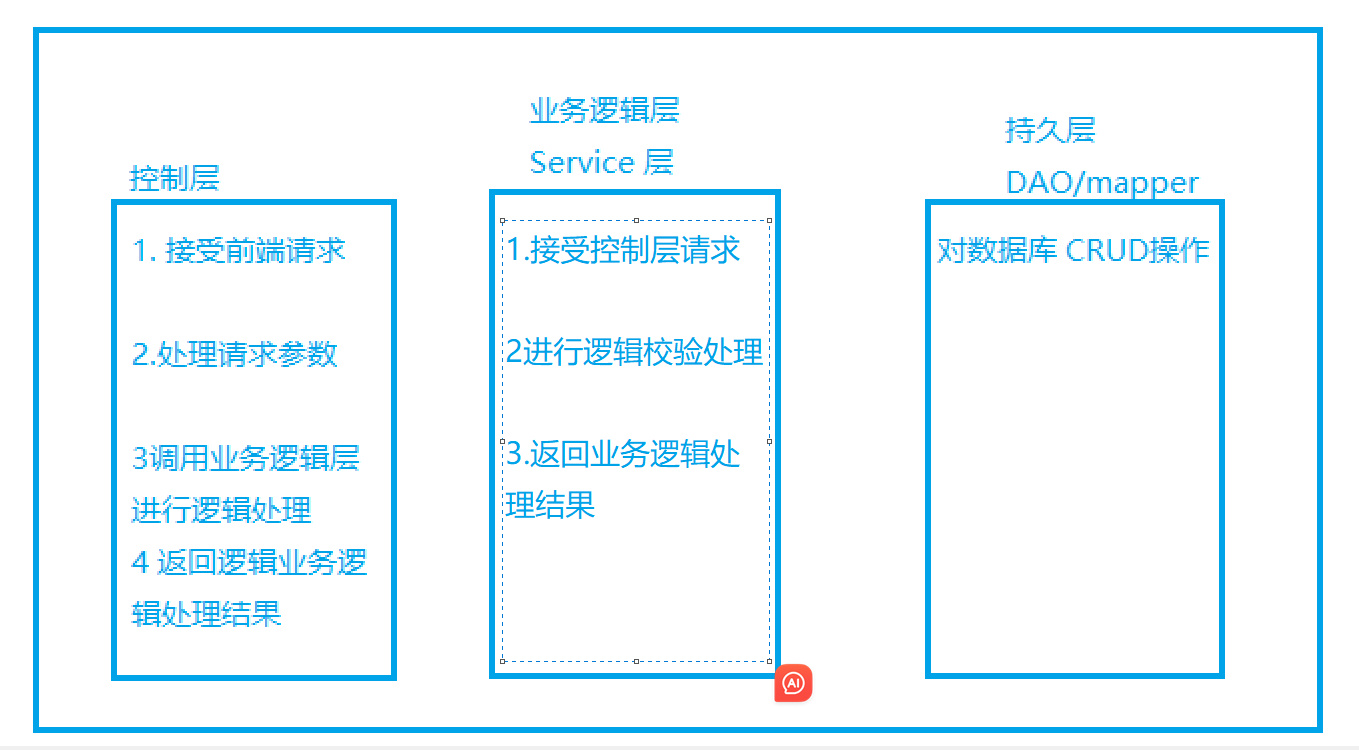 控制层
1. 接受前端请求
2.处理请求参数
3调用业务逻辑层
进行逻辑处理
4 返回逻辑业务逻
辑处理结果
业务逻辑层
Service 层
1.接受控制层请求
2进行逻辑校验处理
3.返回业务逻辑处
理结果
持久层
DAO/mapper
对数据库 CRUD操作
AI